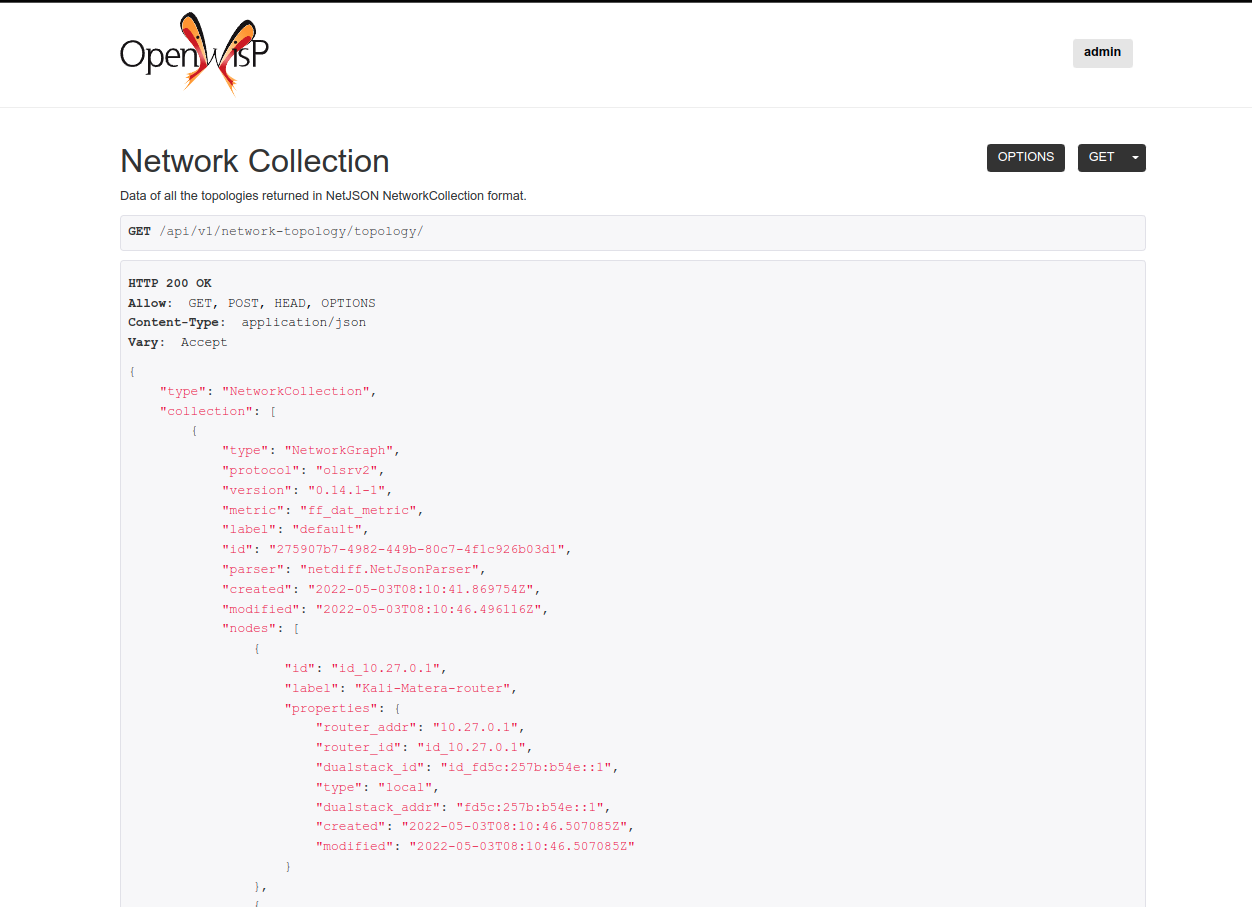 OpenWisP
admin
Network Collection
OPTIONS
GET
Data of all the topologies returned in NetJSON NetworkCollection format.
GET /api/v1/network-topology/topology/
HTTP 200 OK
Allow: GET, POST, HEAD, OPTIONS
Content-Type: application/json
Vary: Accept
{
    "type": "NetworkCollection",
    "collection": [
        {
            "type": "NetworkGraph",
            "protocol": "olsrv2",
            "version": "0.14.1-1",
            "metric": "ff_dat_metric",
            "label": "default",
            "id": "275907b7-4982-449b-80c7-4f1c926b03d1",
            "parser": "netdiff.NetJsonParser",
            "created": "2022-05-03T08:10:41.869754Z",
            "modified": "2022-05-03T08:10:46.496116Z",
            "nodes": [
                {
                    "id": "id_10.27.0.1",
                    "label": "Kali-Matera-router",
                    "properties": {
                        "router_addr": "10.27.0.1",
                        "router_id": "id_10.27.0.1",
                        "dualstack_id": "id_fd5c:257b:b54e::1",
                        "type": "local",
                        "dualstack_addr": "fd5c:257b:b54e::1",
                        "created": "2022-05-03T08:10:46.507085Z",
                        "modified": "2022-05-03T08:10:46.507085Z"
                    }
                },
                {